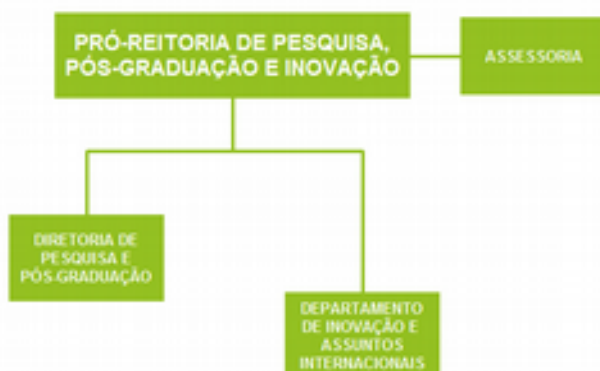 PRÓ-REITORIA DE PESQUISA,
PÓS-GRADUAÇÃO E INOVAÇÃO
ASSESSORIA
DIRETORIA DE
PESQUISA E
PÓS-GRADUAÇÃO
DEPARTAMENTO
DE INOVAÇÃO E
ASSUNTOS
INTERNACIONAIS